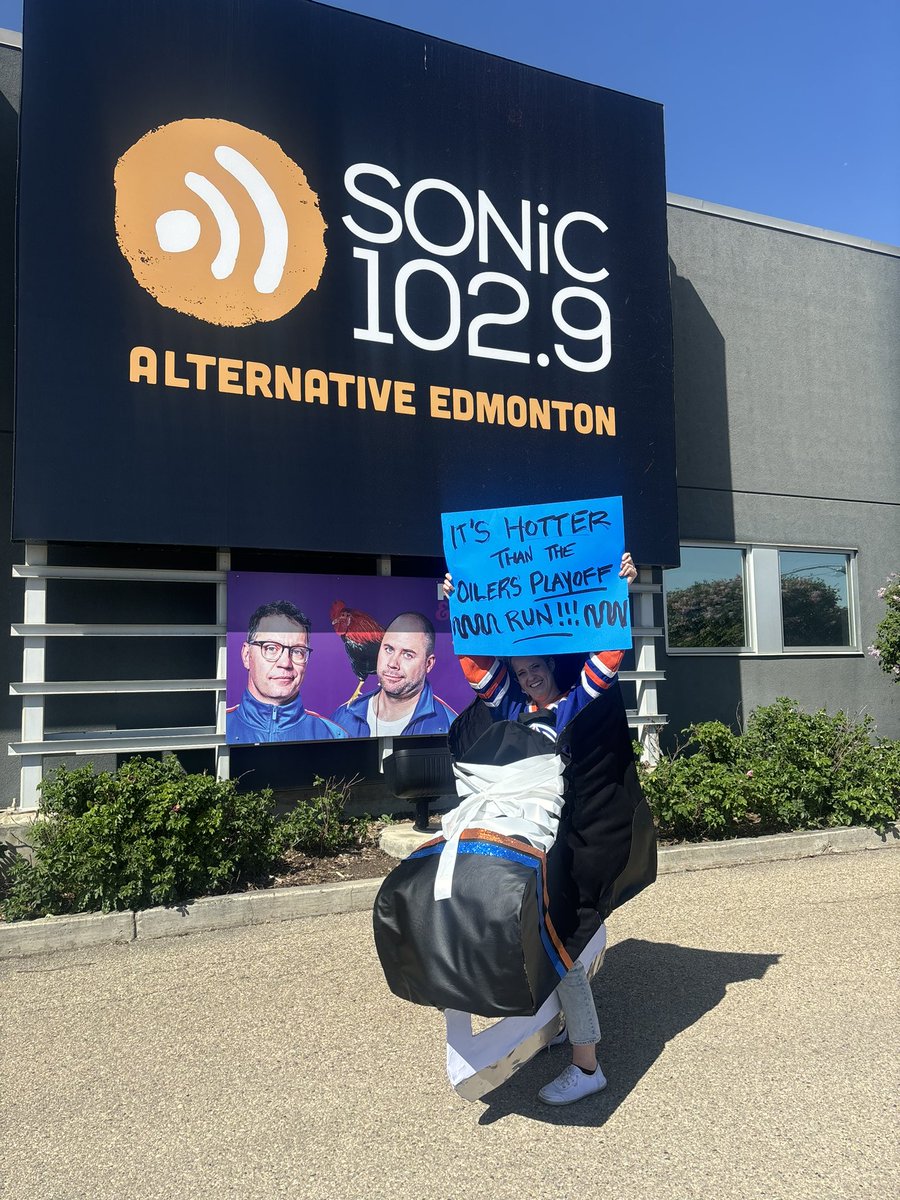 SONiC
102.9
ALTERNATIVE EDMONTON
IT'S HOTTER
THAN THE
OILERS PLAYOFF
RUN!!!